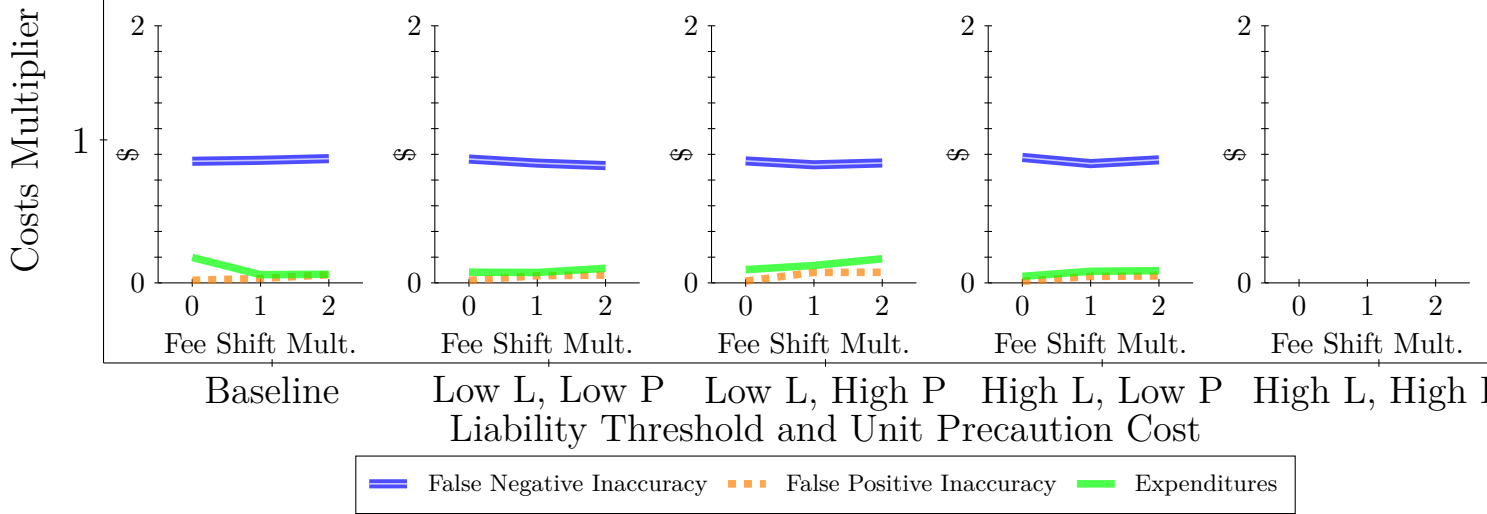 Costs Multiplier
1
2
0
$
0 1 2
Fee Shift Mult.
2
0
$
0 1 2
Fee Shift Mult.
2
0
$
0 1 2
Fee Shift Mult.
2
0
$
0 1 2
Fee Shift Mult.
2
0
$
0 1 2
Fee Shift Mult.
Baseline
Low L, Low P
Low L, High P
High L, Low P
High L, High
Liability Threshold and Unit Precaution Cost
False Negative Inaccuracy
False Positive Inaccuracy
Expenditures